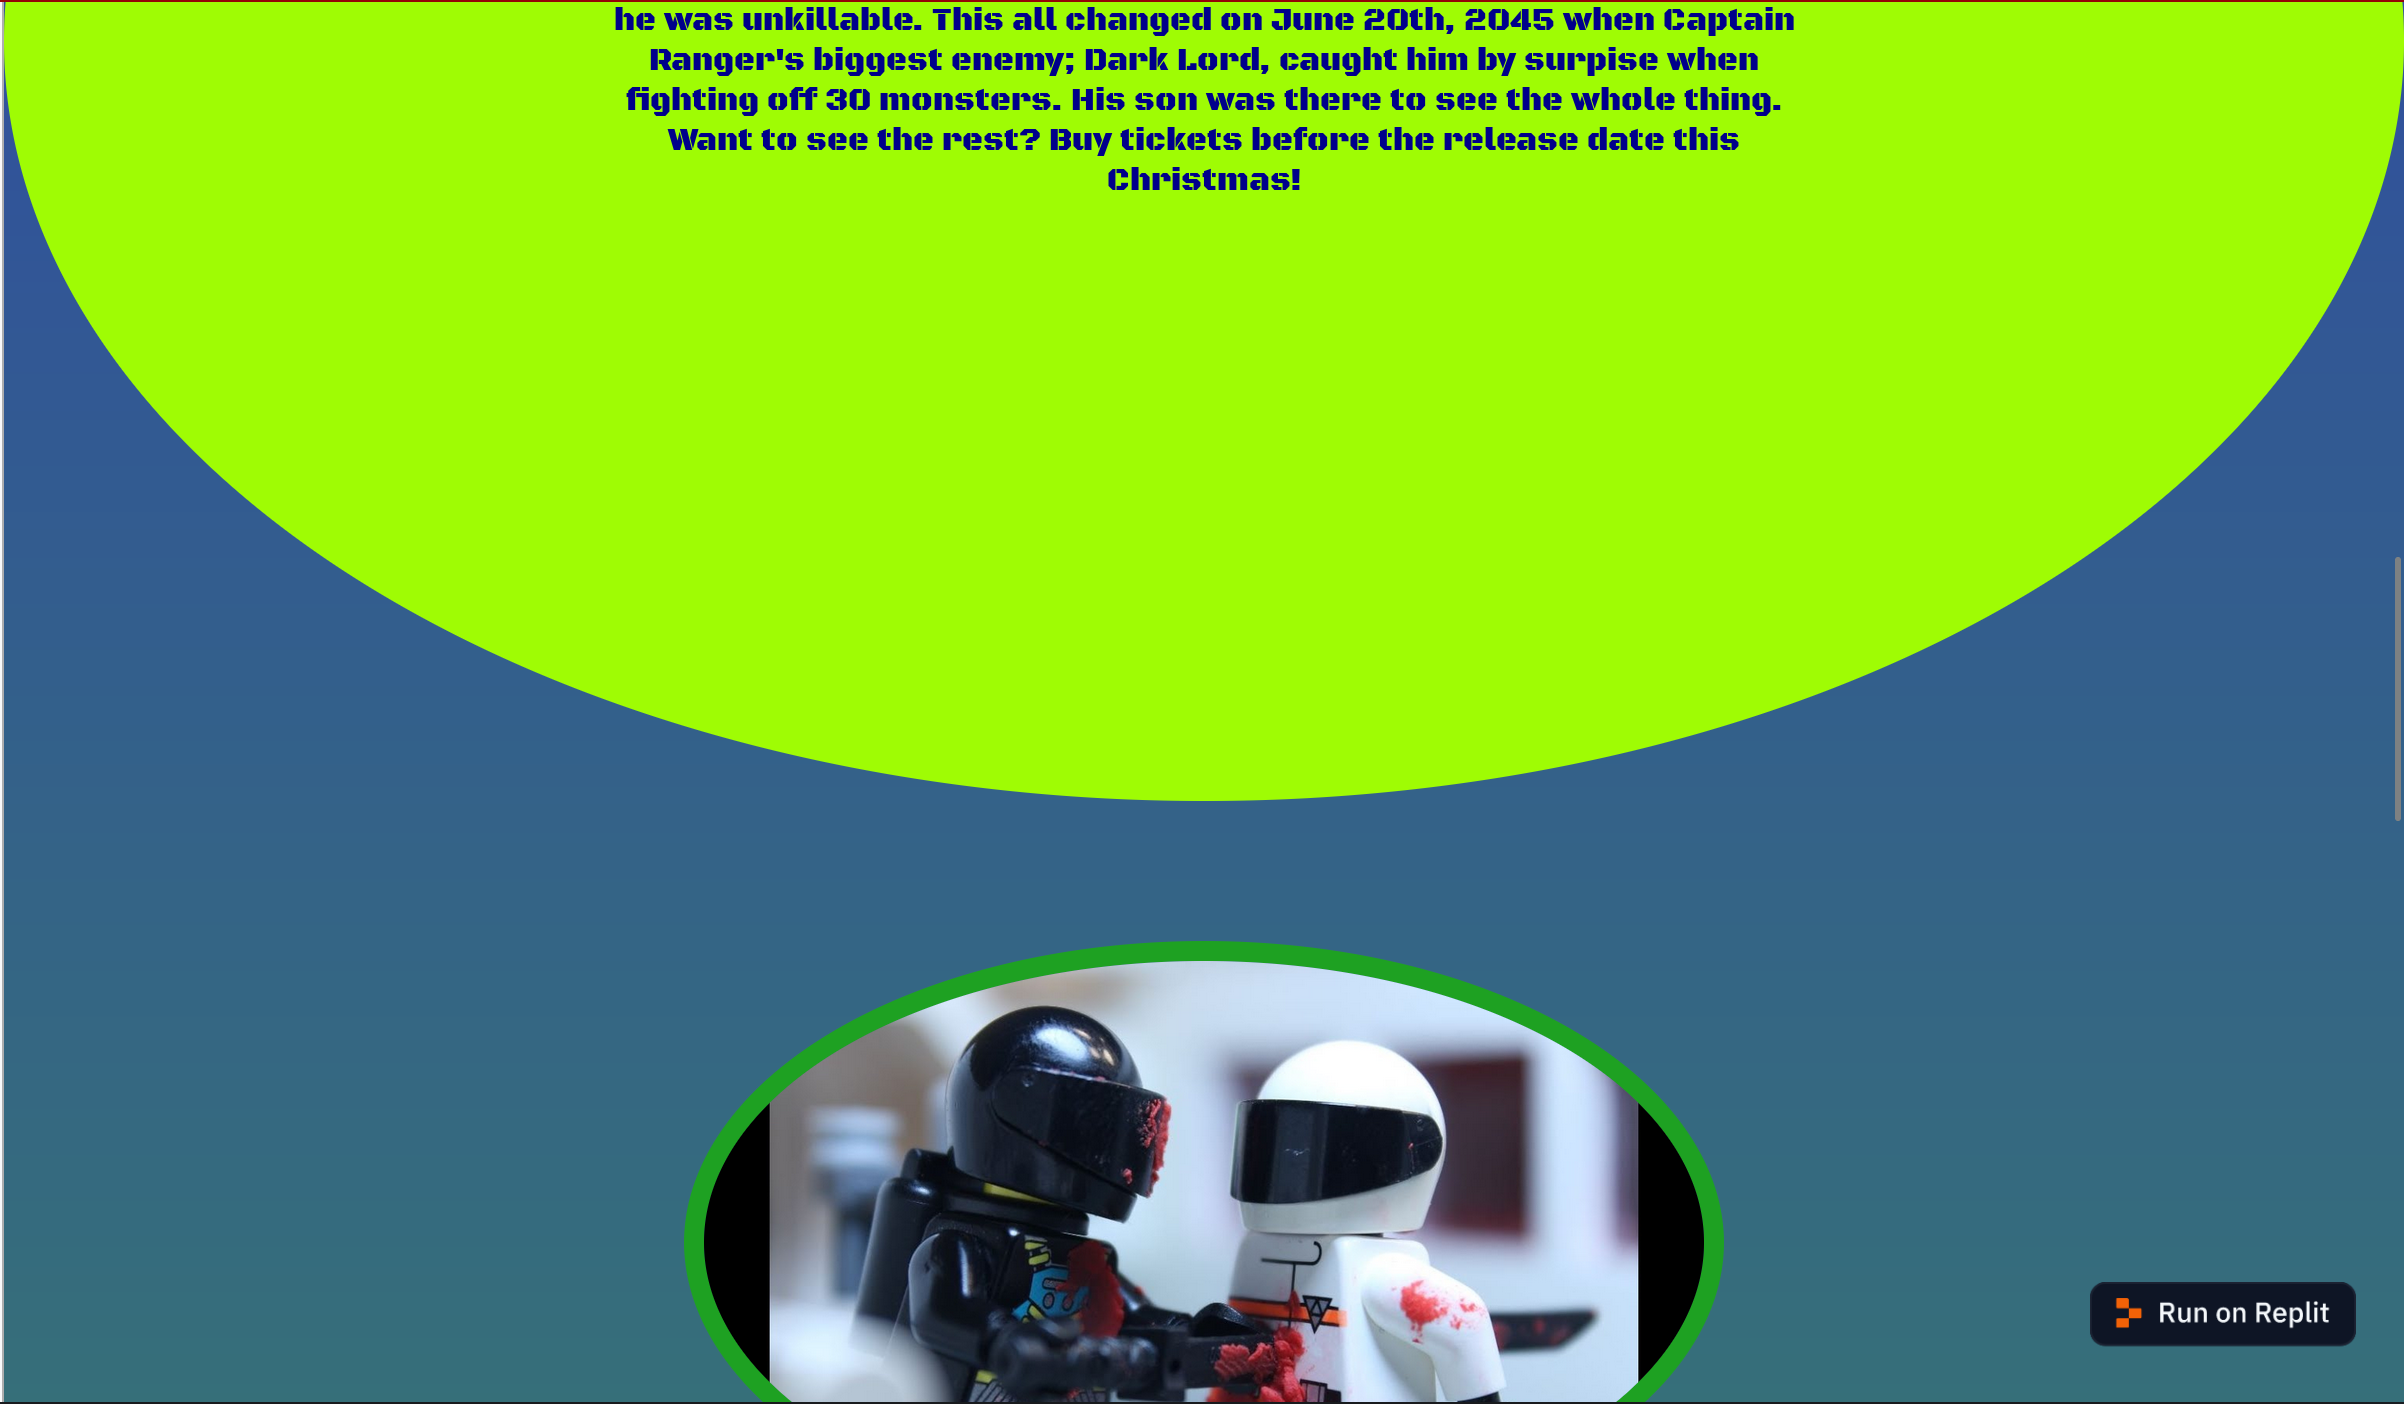 he was unkillable. This all changed on June 20th, 2045 when Captain
Ranger's biggest enemy; Dark Lord, caught him by surprise when
fighting off 30 monsters. His son was there to see the whole thing.
Want to see the rest? Buy tickets before the release date this
Christmas!
Run on Replit